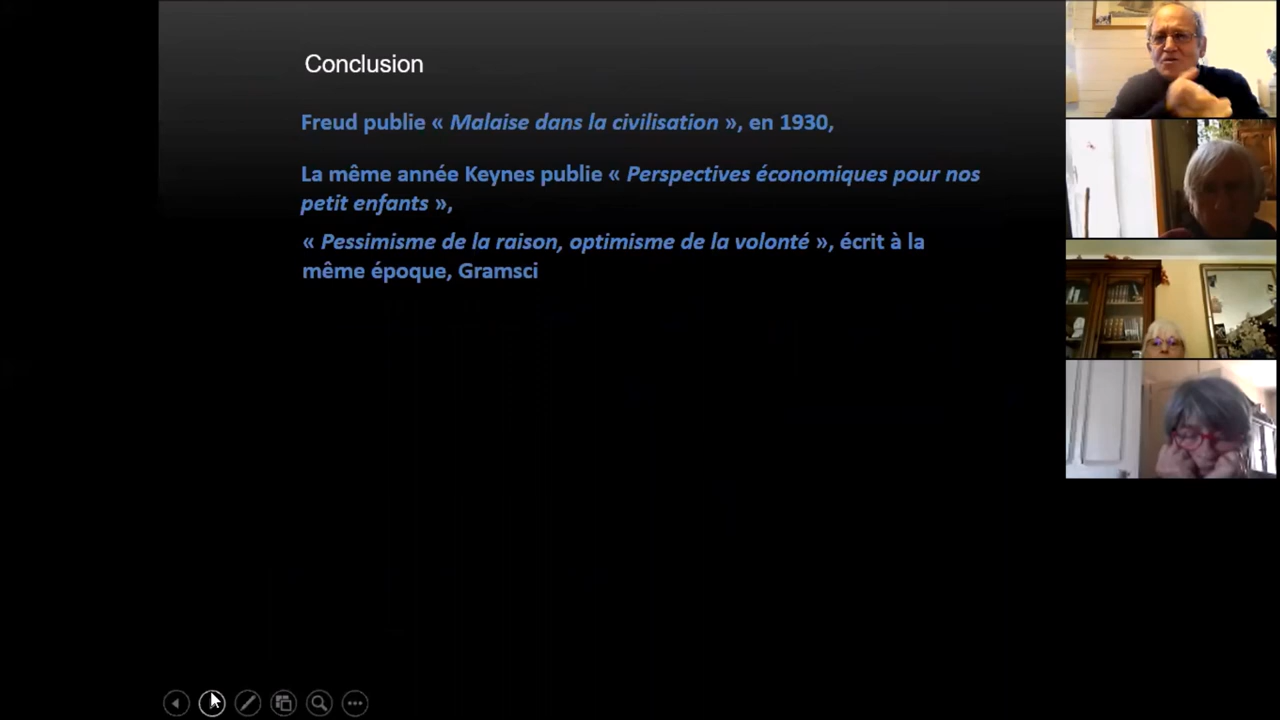 Conclusion
Freud publie « Malaise dans la civilisation », en 1930,
La même année Keynes publie « Perspectives économiques pour nos
petit enfants »,
« Pessimisme de la raison, optimisme de la volonté », écrit à la
même époque, Gramsci